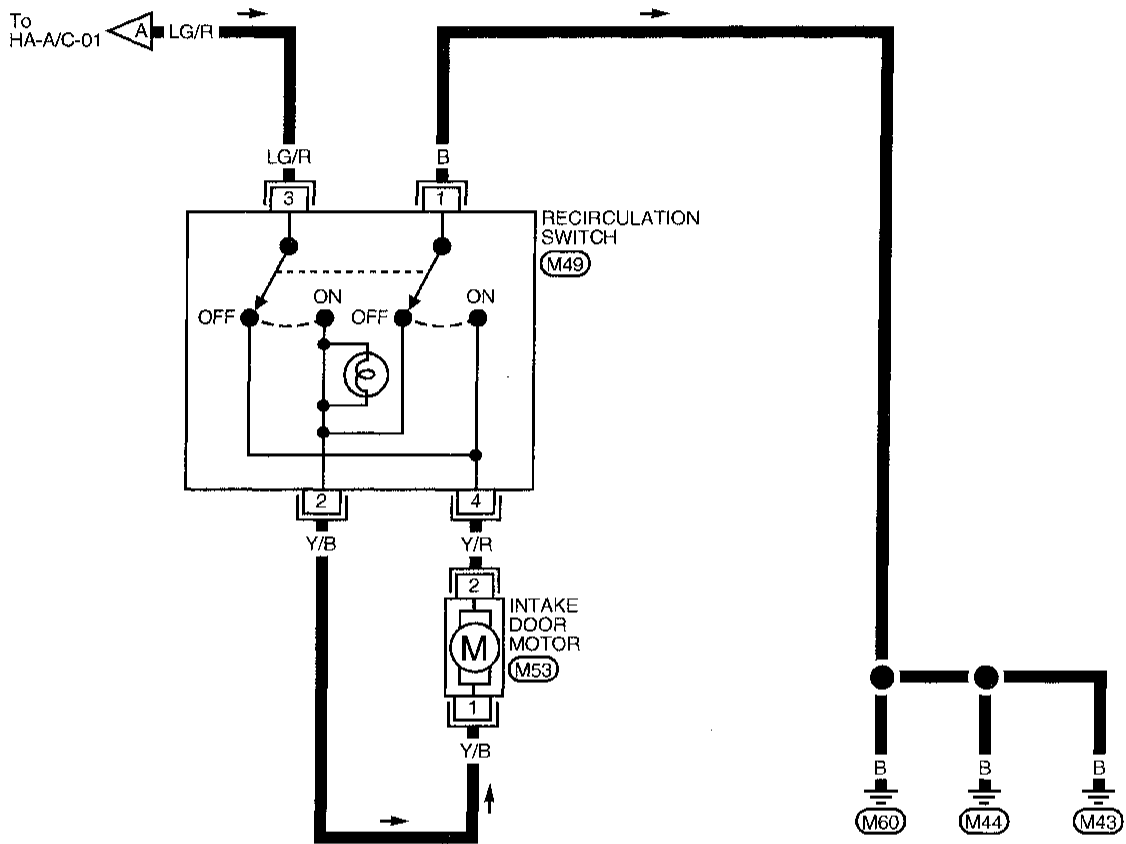 To
HA-A/C-01
A
LG/R
LG/R
B
3
1
RECIRCULATION
SWITCH
M49
OFF
ON
OFF
ON
2
4
Y/B
Y/R
2
INTAKE
DOOR
MOTOR
M53
M
1
Y/B
B
B
B
M60
M44
M43